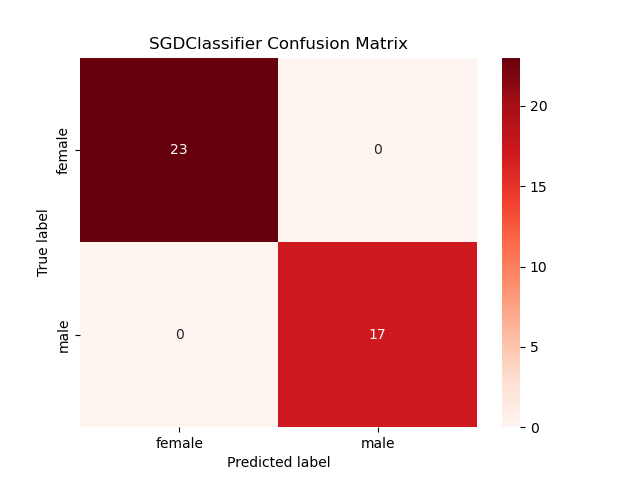 SGDClassifier Confusion Matrix
True label
female
23
0
male
0
17
female
male
Predicted label
20
15
10
5
0